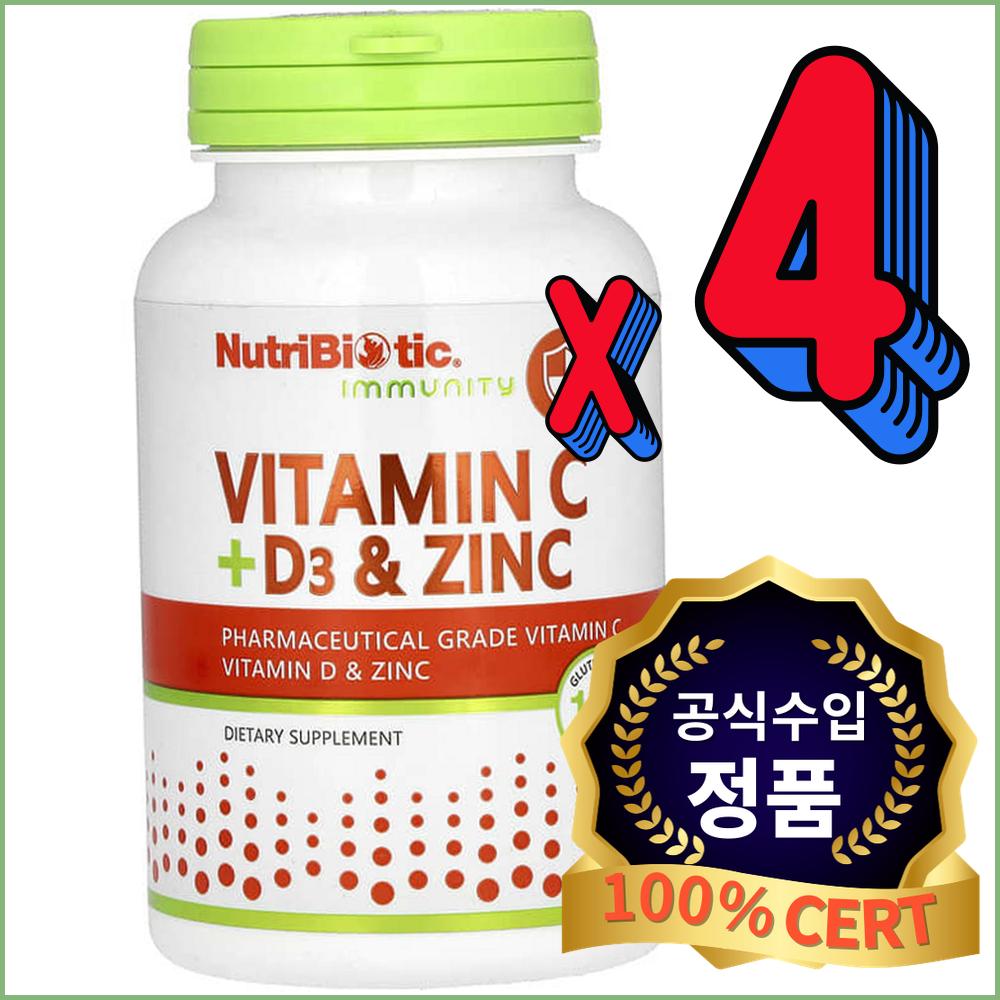 NutriBiotic®
IMMUNITY
VITAMIN C
+ D3 & ZINC
PHARMACEUTICAL GRADE VITAMIN C
VITAMIN D & ZINC
DIETARY SUPPLEMENT
x 4
공식수입
정품
100% CERT